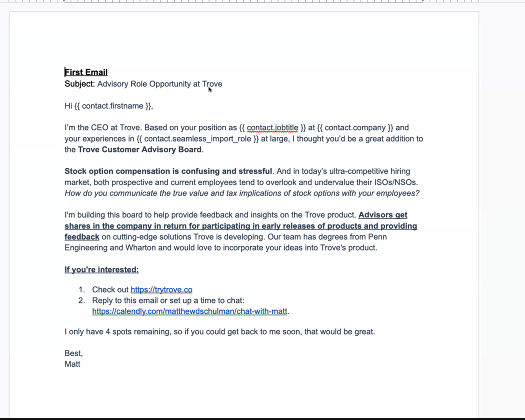 First Email
Subject: Advisory Role Opportunity at Trove
Hi {{ contact.firstname }},
I'm the CEO at Trove. Based on your position as {{ contact.jobtitle }} at {{ contact.company }} and
your experiences in {{ contact.seamless_import_role }} at large, I thought you'd be a great addition to
the Trove Customer Advisory Board.
Stock option compensation is confusing and stressful. And in today's ultra-competitive hiring
market, both prospective and current employees tend to overlook and undervalue their ISOs/NSOs.
How do you communicate the true value and tax implications of stock options with your employees?
I'm building this board to help provide feedback and insights on the Trove product. Advisors get
shares in the company in return for participating in early releases of products and providing
feedback on cutting-edge solutions Trove is developing. Our team has degrees from Penn
Engineering and Wharton and would love to incorporate your ideas into Trove's product.
If you're interested:
1. Check out https://trytrove.co
2. Reply to this email or set up a time to chat:
https://calendly.com/matthewdschulman/chat-with-matt.
I only have 4 spots remaining, so if you could get back to me soon, that would be great.
Best,
Matt